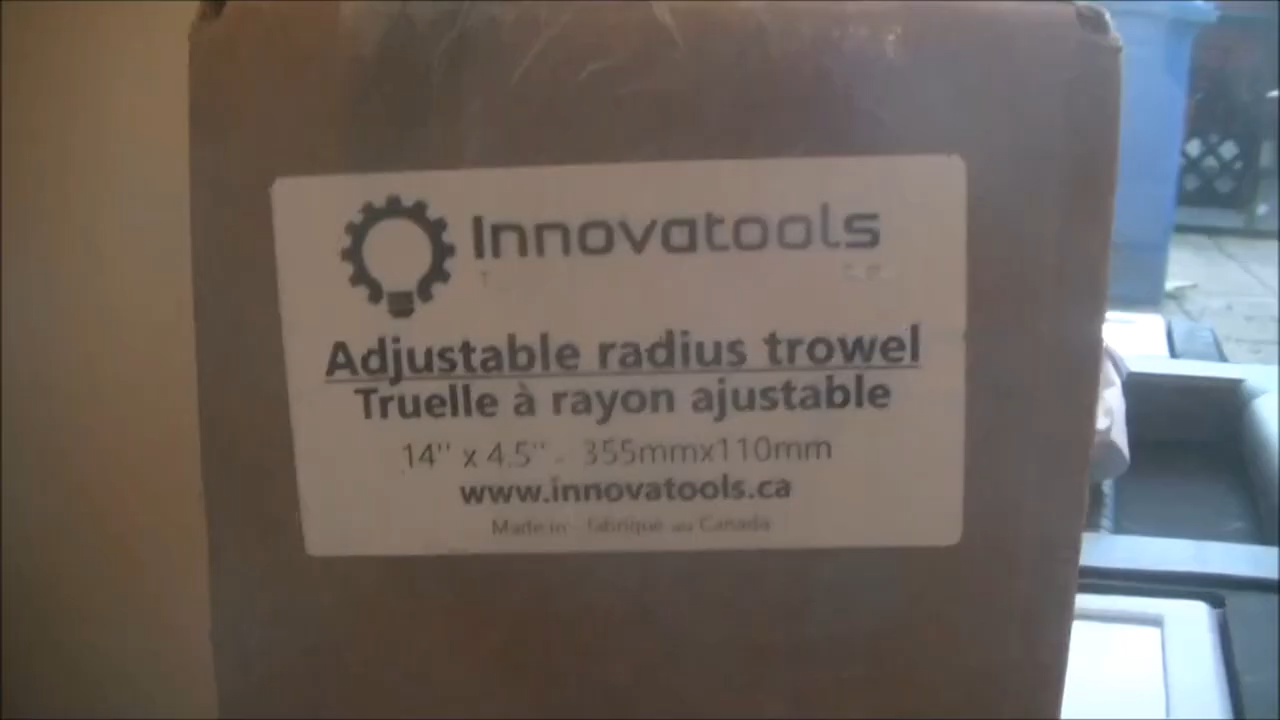 Innovatools
Adjustable radius trowel
Truelle à rayon ajustable
14" x 4.5" - 355mmx110mm
www.innovatools.ca
Made in - fabriqué au Canada